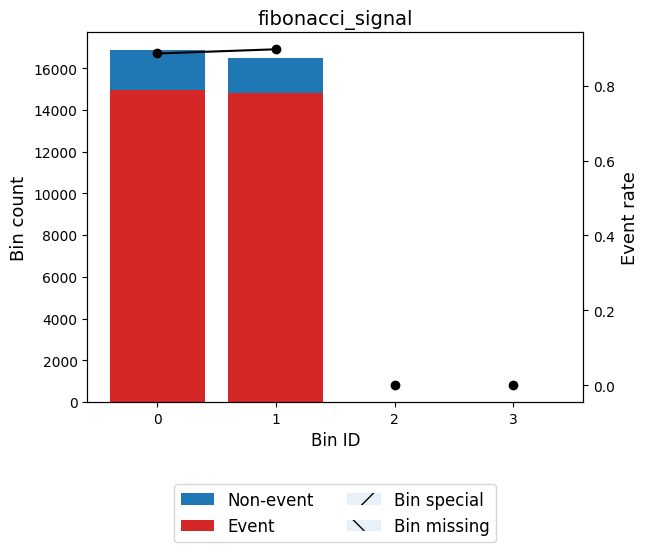 fibonacci_signal
16000
14000
12000
10000
8000
6000
4000
2000
0
Bin count
0.8
0.6
0.4
0.2
0.0
Event rate
0 1 2 3
Bin ID
Non-event
Event
Bin special
Bin missing